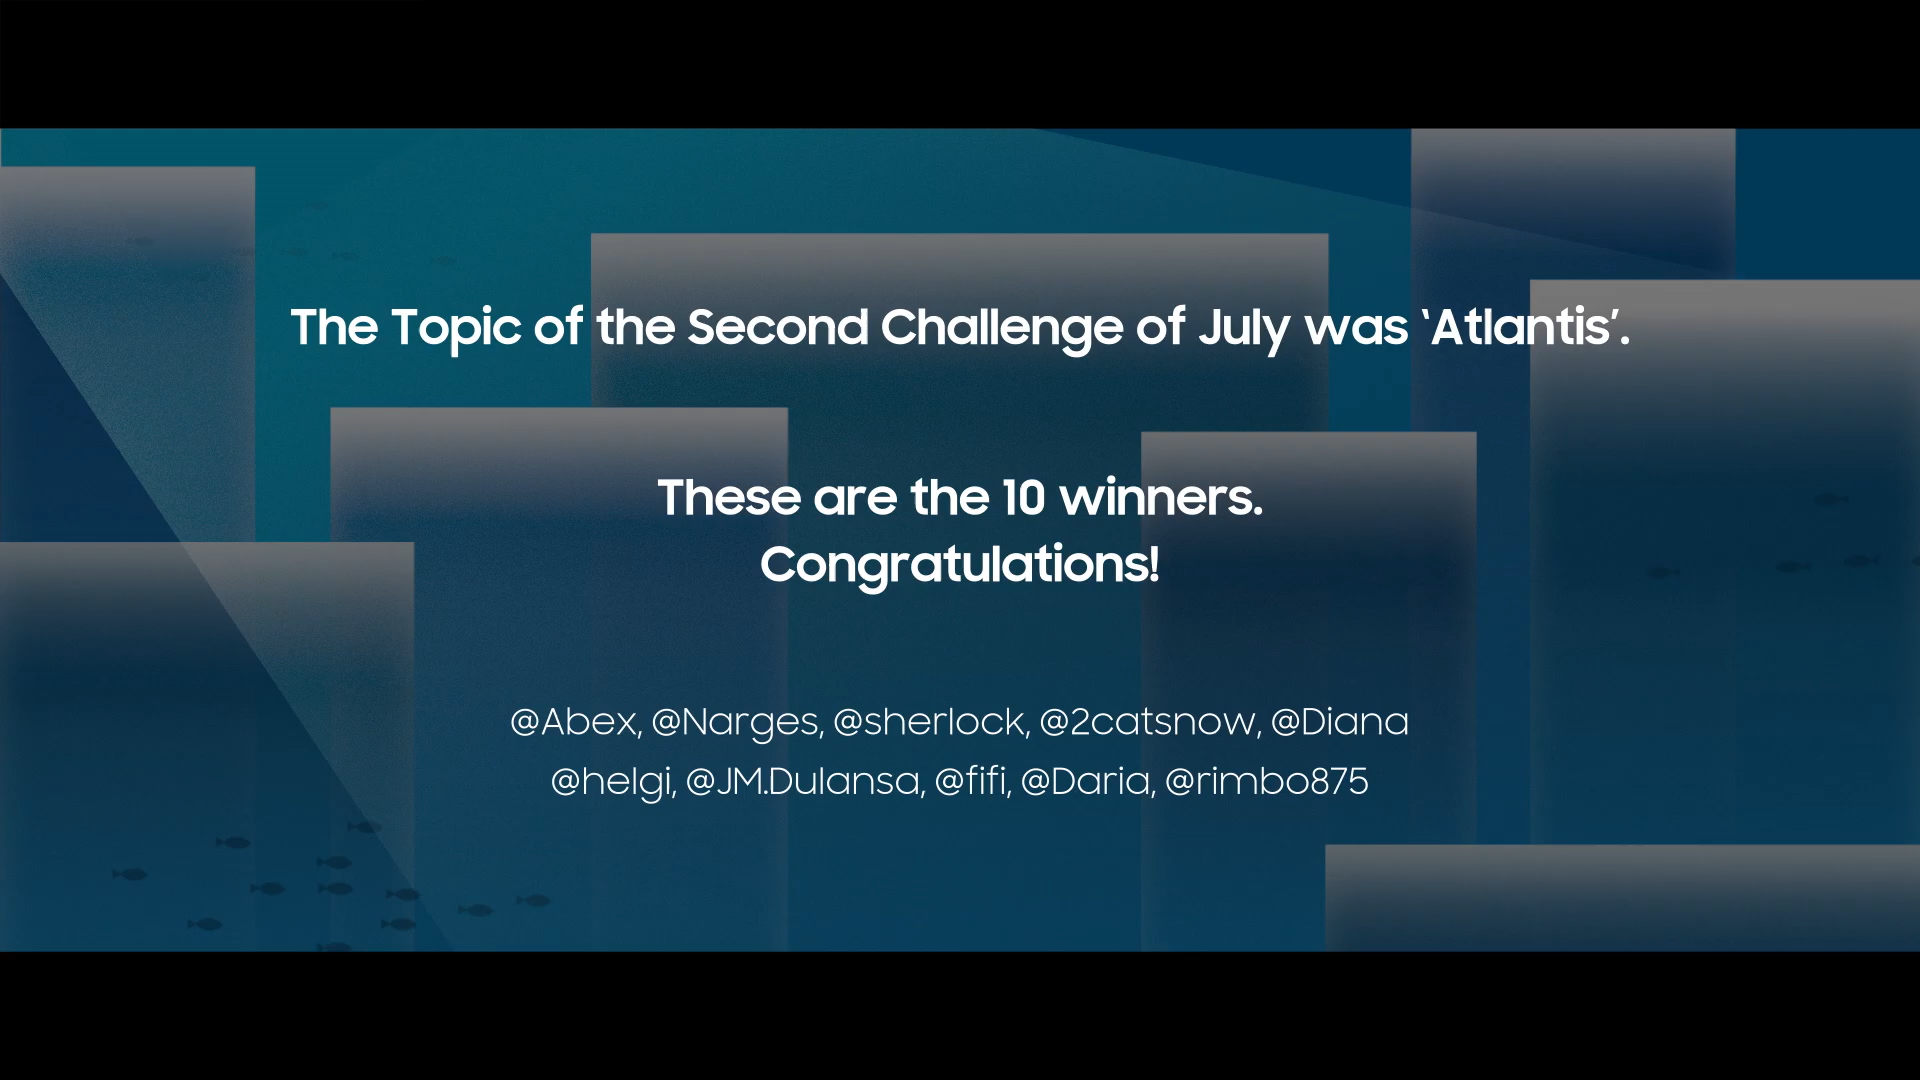 The Topic of the Second Challenge of July was ‘Atlantis’.
These are the 10 winners.
Congratulations!
@Abex, @Narges, @sherlock, @2catsnow, @Diana
@helgi, @JM.Dulansa, @fifi, @Daria, @rimbo875